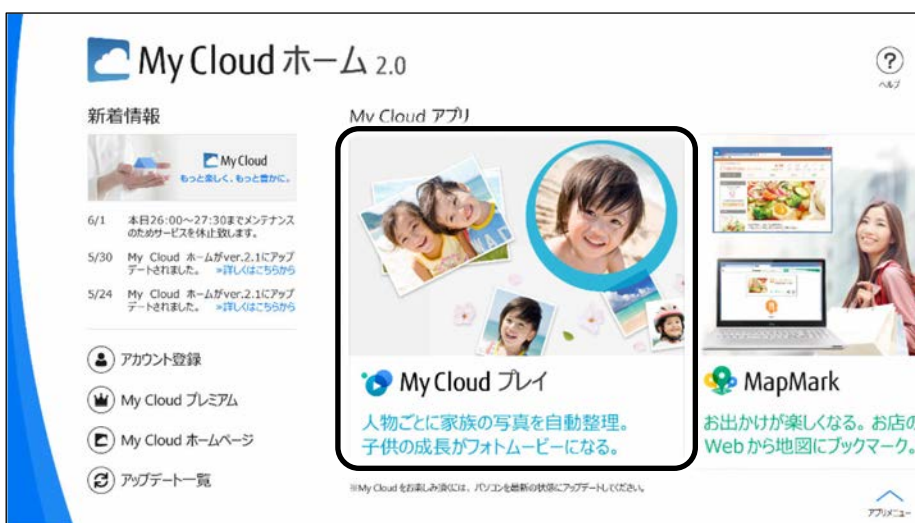 My Cloud ホーム 2.0
ヘルプ
新着情報
My Cloud
もっと楽しく、もっと豊かに。
6/1 本日26:00～27:30までメンテナンス
のためサービスを休止致します。
5/30 My Cloud ホームがver.2.1にアップ
デートされました。 »詳しくはこちらから
5/24 My Cloud ホームがver.2.1にアップ
デートされました。 »詳しくはこちらから
アカウント登録
My Cloud プレミアム
My Cloud ホームページ
アップデート一覧
My Cloud アプリ
My Cloud プレイ
人物ごとに家族の写真を自動整理。
子供の成長がフォトムービーになる。
MapMark
お出かけが楽しくなる。お店の
Webから地図にブックマーク。
※My Cloud をお楽しみ頂くには、パソコンを最新の状態にアップデートしてください。
アプリメニュー